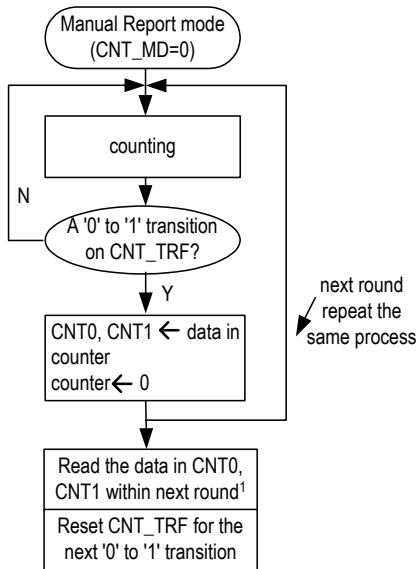 Manual Report mode
(CNT_MD=0)
counting
N
A '0' to '1' transition
on CNT_TRF?
Y
next round
repeat the
same process
CNT0, CNT1 ← data in
counter
counter← 0
Read the data in CNT0,
CNT1 within next round¹
Reset CNT_TRF for the
next '0' to '1' transition